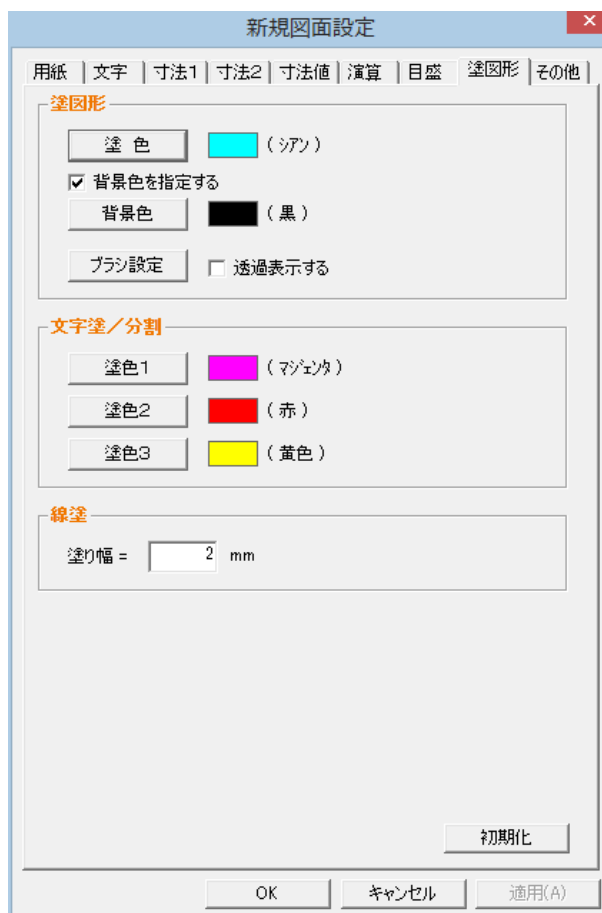 新規図面設定
用紙 文字 寸法1 寸法2 寸法値 演算 目盛 塗図形 その他
塗図形
塗 色 (シアン)
背景色を指定する
背景色 (黒)
ブラシ設定 透過表示する
文字塗/分割
塗色1 (マジェンタ)
塗色2 (赤)
塗色3 (黄色)
線塗
塗り幅 = 2 mm
初期化
OK キャンセル 適用(A)